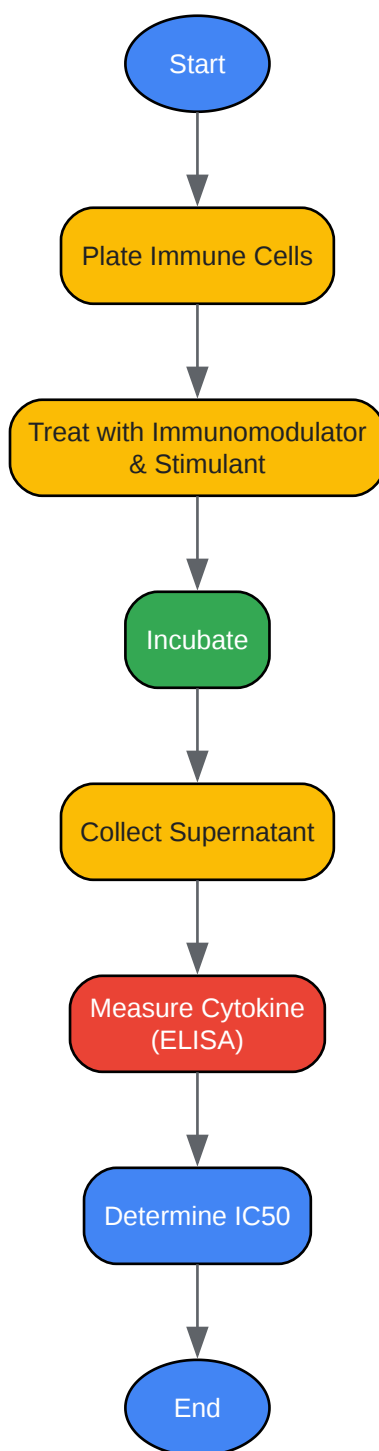 Start
Plate Immune Cells
Treat with Immunomodulator
& Stimulant
Incubate
Collect Supernatant
Measure Cytokine
(ELISA)
Determine IC50
End